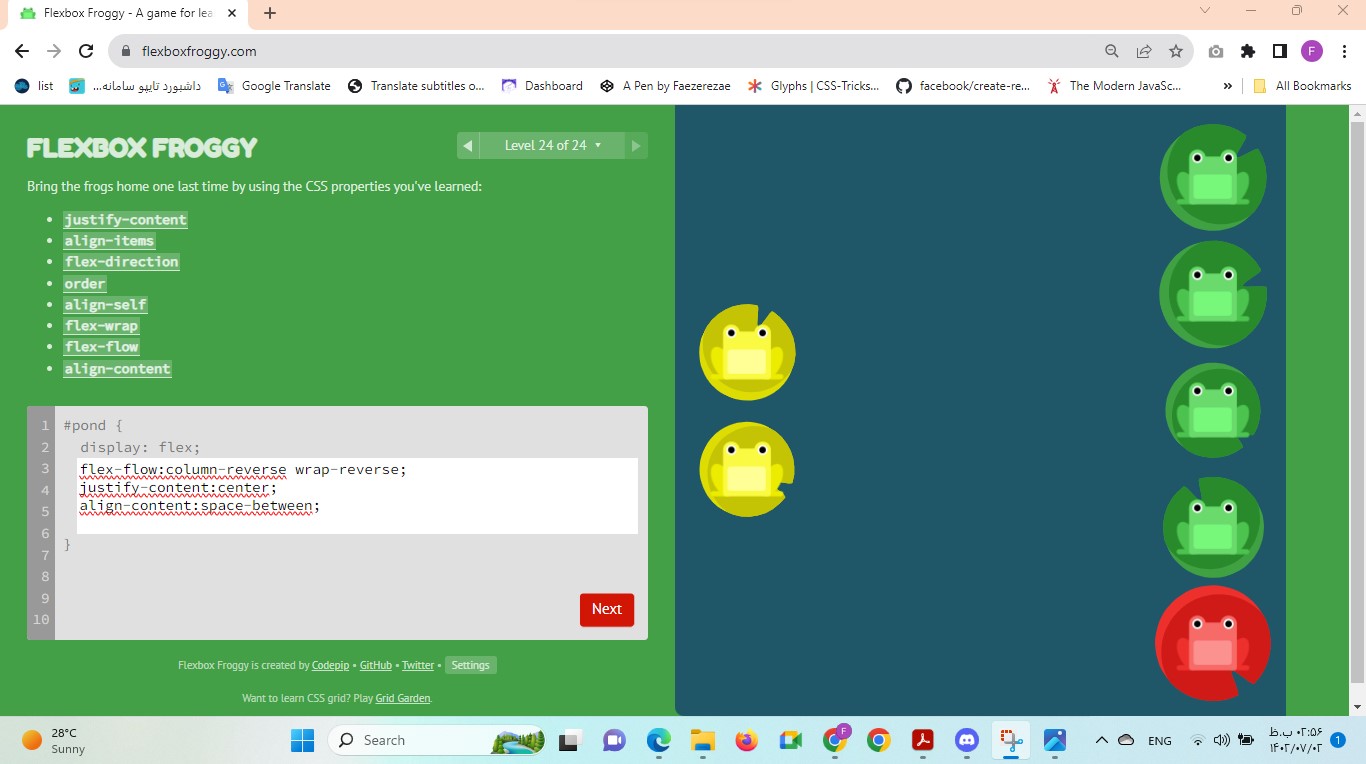 Flexbox Froggy - A game for lea
flexboxfroggy.com
F
list
داشبورد تاپیو سامانه...
Google Translate
Translate subtitles o...
Dashboard
A Pen by Faezerezae
Glyphs | CSS-Tricks...
facebook/create-re...
The Modern JavaSc...
»
All Bookmarks
FLEXBOX FROGGY
Level 24 of 24
Bring the frogs home one last time by using the CSS properties you've learned:
• justify-content
• align-items
• flex-direction
• order
• align-self
• flex-wrap
• flex-flow
• align-content
1 #pond {
2 display: flex;
3 flex-flow:column-reverse wrap-reverse;
4 justify-content:center;
5 align-content:space-between;
6
7 }
8
9
10
Next
Flexbox Froggy is created by Codepip • GitHub • Twitter • Settings
Want to learn CSS grid? Play Grid Garden.
28°C
Sunny
Search
F
ENG
۰۲:۵۶ ب.ظ
۱۴۰۲/۰۷/۰۲
1